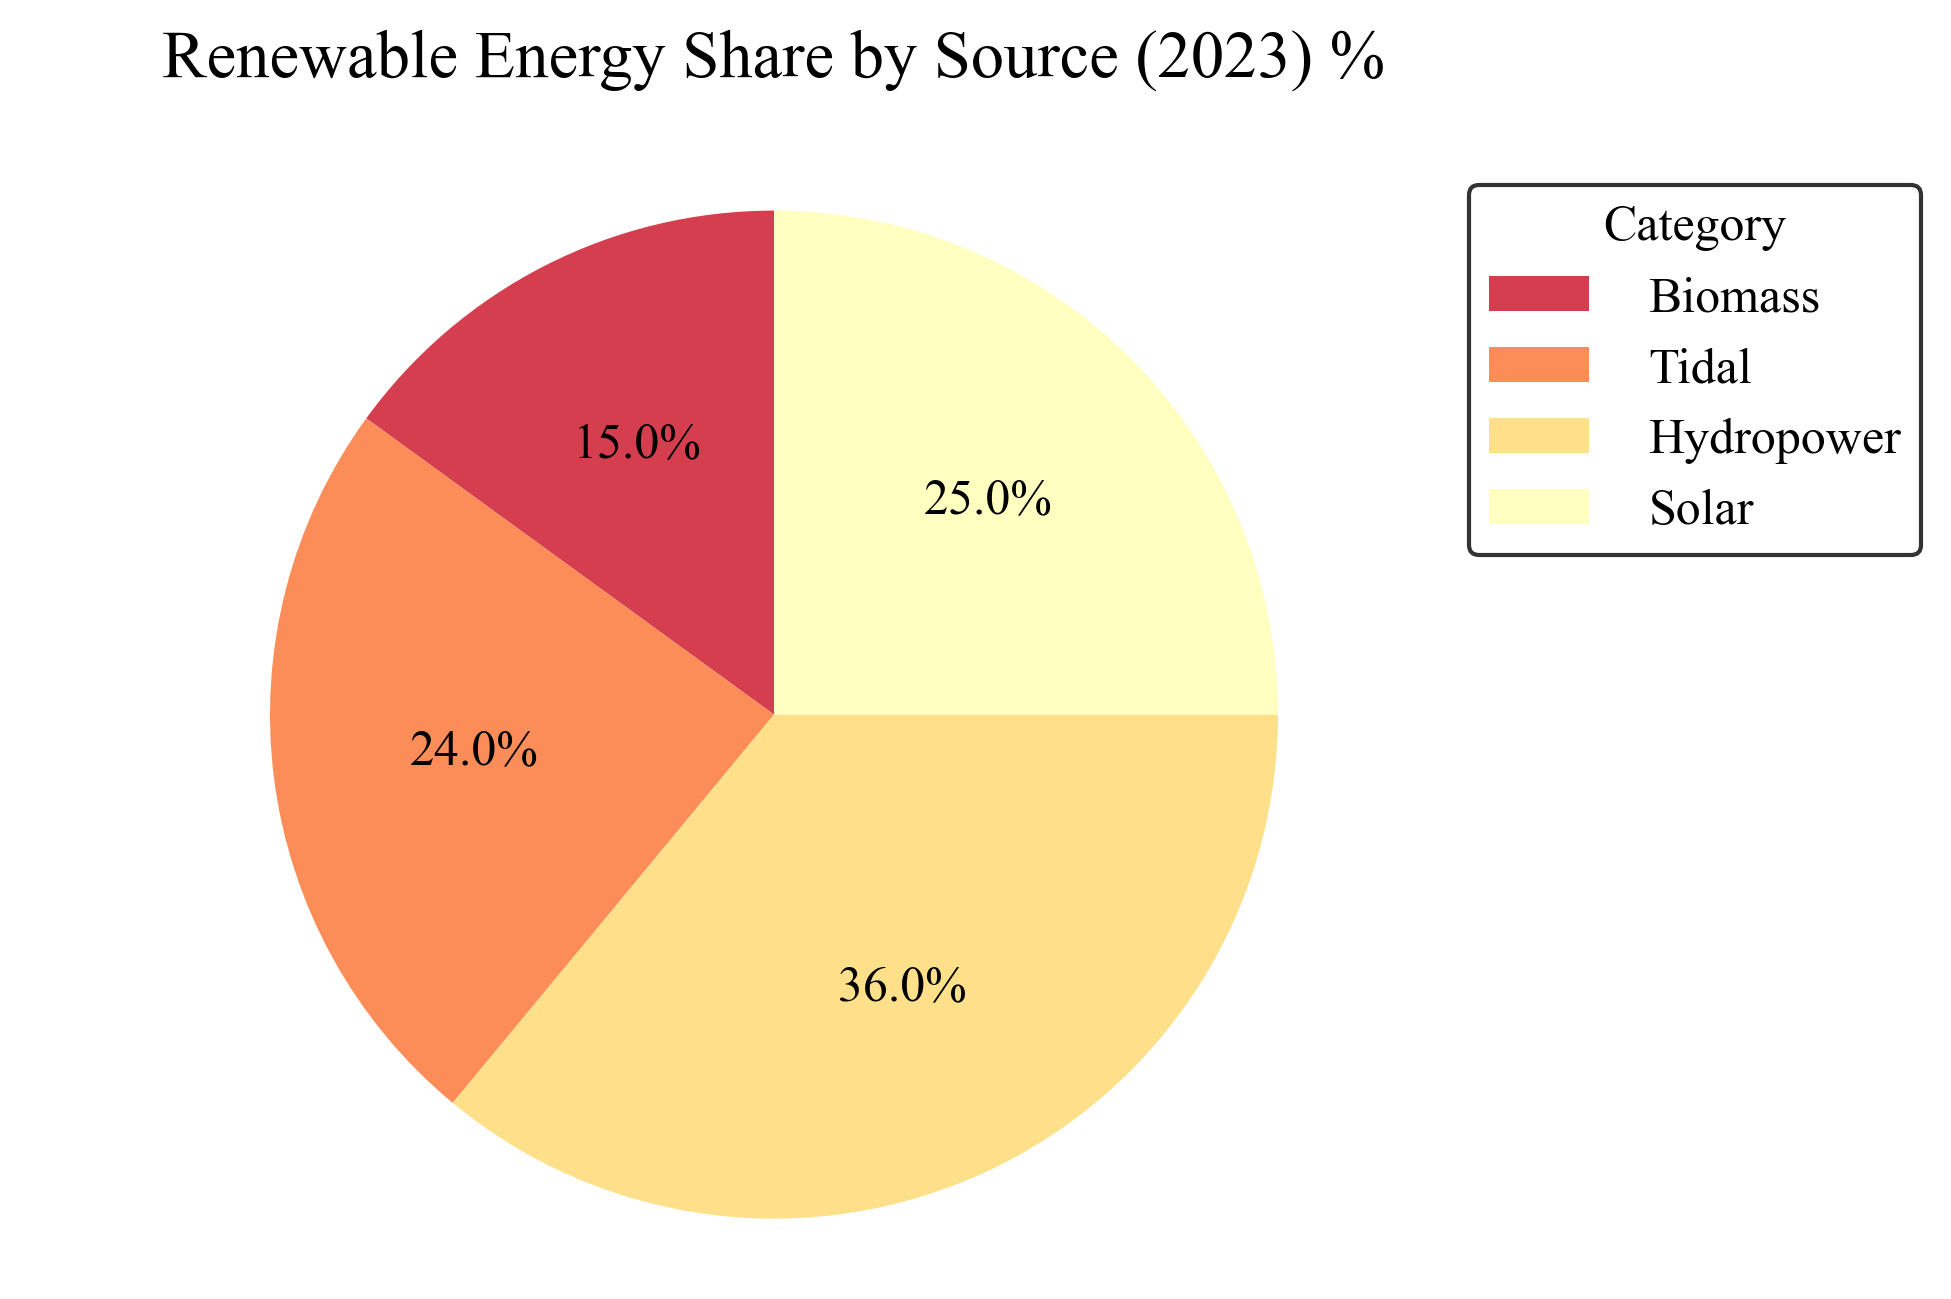 Renewable Energy Share by Source (2023) %
Category
Biomass
Tidal
Hydropower
Solar
15.0%
25.0%
24.0%
36.0%